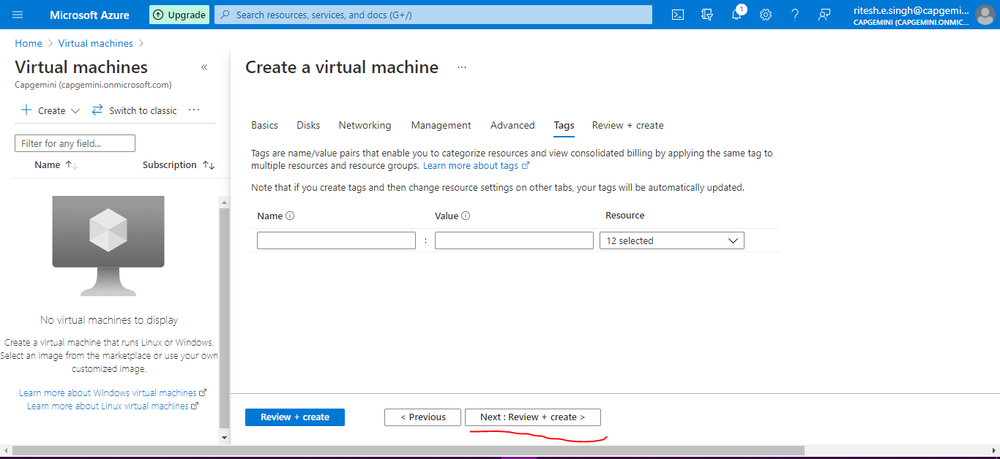 Microsoft Azure
Upgrade
Search resources, services, and docs (G+/)
1
ritesh.e.singh@capgemi...
CAPGEMINI (CAPGEMINI.ONMIC...
Home > Virtual machines >
Virtual machines
«
Capgemini (capgemini.onmicrosoft.com)
+ Create
Switch to classic
...
Filter for any field...
Name ↑↓
Subscription ↑↓
No virtual machines to display
Create a virtual machine that runs Linux or Windows.
Select an image from the marketplace or use your own
customized image.
Learn more about Windows virtual machines
Learn more about Linux virtual machines
Create a virtual machine ...
Basics Disks Networking Management Advanced Tags Review + create
Tags are name/value pairs that enable you to categorize resources and view consolidated billing by applying the same tag to
multiple resources and resource groups. Learn more about tags
Note that if you create tags and then change resource settings on other tabs, your tags will be automatically updated.
Name Value Resource
: 12 selected
Review + create < Previous Next : Review + create >